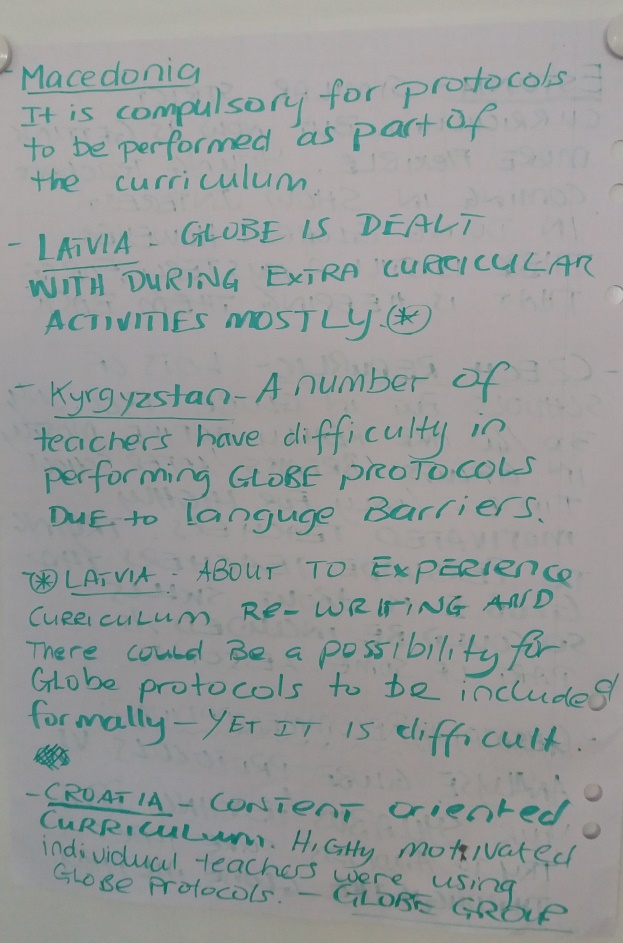 - Macedonia
It is compulsory for protocols
to be performed as part of
the curriculum.
- LATVIA - GLOBE IS DEALT
WITH DURING EXTRA CURRICULAR
ACTIVITIES MOSTLY. (*)
- Kyrgyzstan - A number of
teachers have difficulty in
performing GLOBE PROTOCOLS
DUE to languge Barriers.
(*) LATVIA - ABOUT TO EXPERIENCE
CURRICULUM RE-WRITING AND
There could Be a possibility for
Globe protocols to be included
formally - YET IT IS difficult.
- CROATIA - CONTENT oriented
CURRICULUM. HIGHly motivated
individual teachers were using
GLOBE Protocols. - GLOBE GROUP